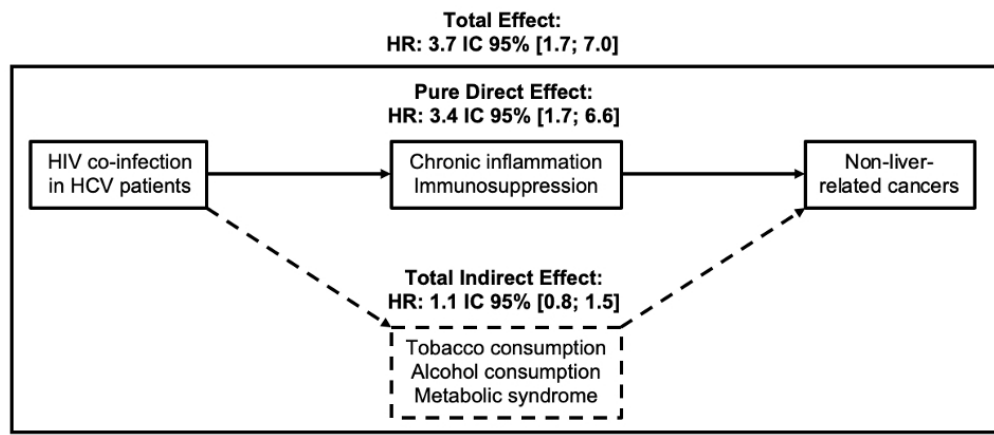 Total Effect:
HR: 3.7 IC 95% [1.7; 7.0]
Pure Direct Effect:
HR: 3.4 IC 95% [1.7; 6.6]
HIV co-infection
in HCV patients
Chronic inflammation
Immunosuppression
Non-liver-
related cancers
Total Indirect Effect:
HR: 1.1 IC 95% [0.8; 1.5]
Tobacco consumption
Alcohol consumption
Metabolic syndrome